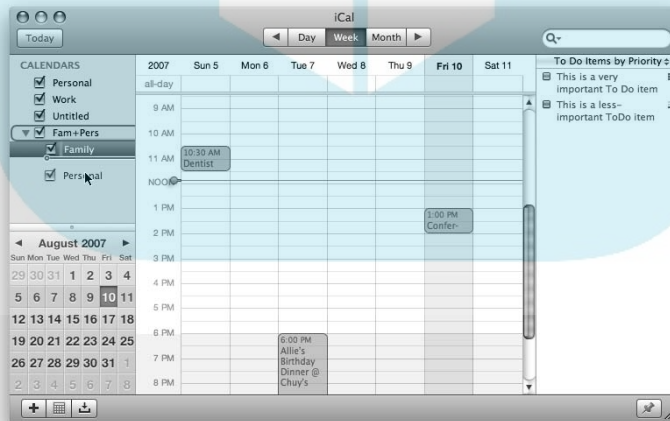 iCal
Today
Day Week Month
CALENDARS
Personal
Work
Untitled
Fam+Pers
Family
Personal
August 2007
Sun Mon Tue Wed Thu Fri Sat
29 30 31 1 2 3 4
5 6 7 8 9 10 11
12 13 14 15 16 17 18
19 20 21 22 23 24 25
26 27 28 29 30 31 1
2 3 4 5 6 7 8
2007 Sun 5 Mon 6 Tue 7 Wed 8 Thu 9 Fri 10 Sat 11
all-day
9 AM
10 AM
10:30 AM
11 AM Dentist
NOON
1 PM
1:00 PM
Confer-
2 PM
3 PM
4 PM
5 PM
6 PM
6:00 PM
Allie's
7 PM Birthday
Dinner @
8 PM Chuy's
To Do Items by Priority
This is a very
important To Do item
This is a less-
important ToDo item